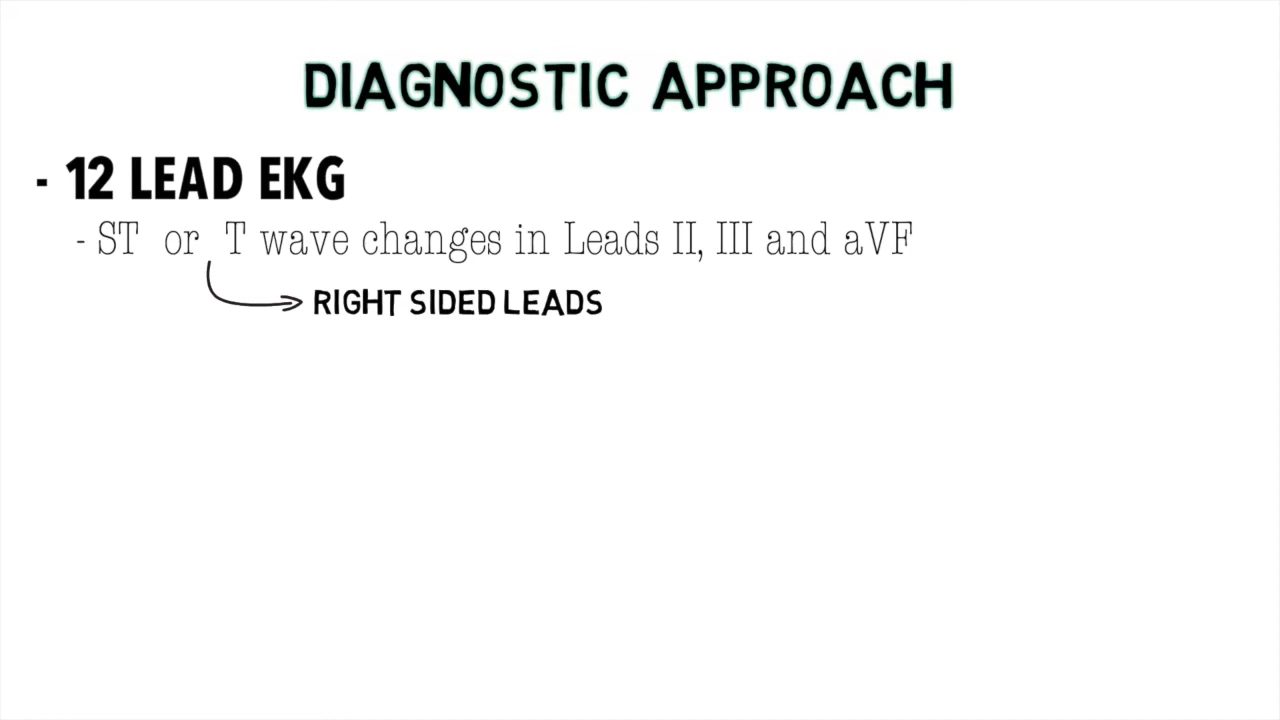 DIAGNOSTIC APPROACH
- 12 LEAD EKG
- ST or T wave changes in Leads II, III and aVF
RIGHT SIDED LEADS